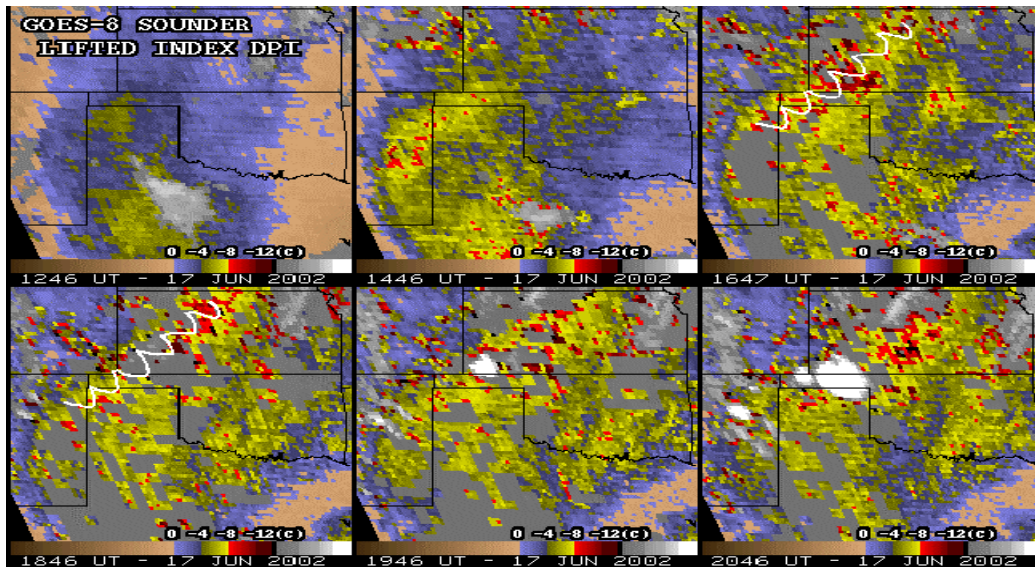 GOES-8 SOUNDER
LIFTED INDEX DPI
0 -4 -8 -12(C)
1246 UT - 17 JUN 2002
0 -4 -8 -12(C)
1446 UT - 17 JUN 2002
0 -4 -8 -12(C)
1647 UT - 17 JUN 2002
0 -4 -8 -12(C)
1846 UT - 17 JUN 2002
0 -4 -8 -12(C)
1946 UT - 17 JUN 2002
0 -4 -8 -12(C)
2046 UT - 17 JUN 2002